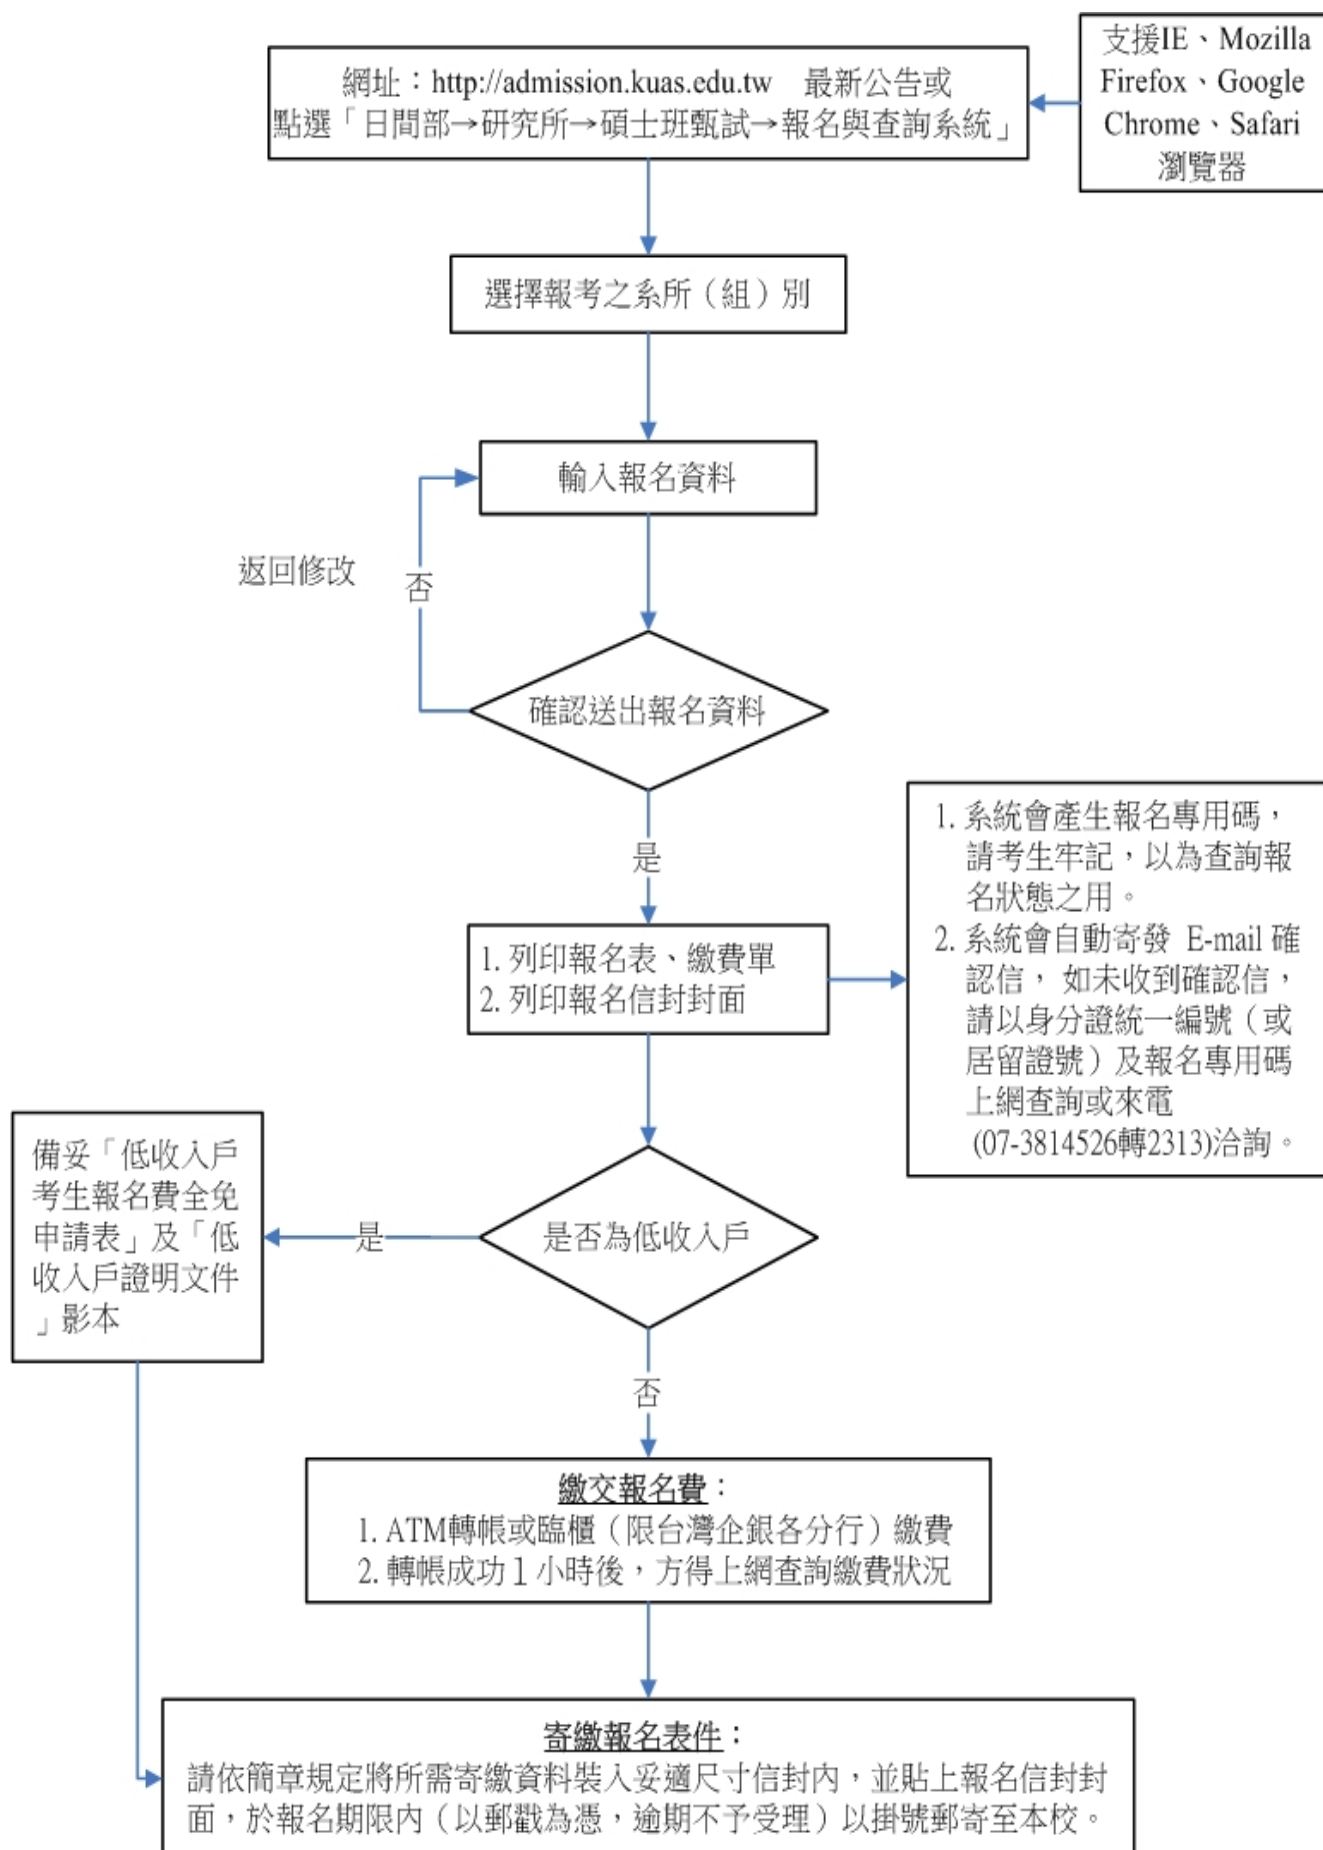 支援IE、Mozilla
Firefox、Google
Chrome、Safari
瀏覽器
網址：http://admission.kuas.edu.tw 最新公告或
點選「日間部→研究所→碩士班甄試→報名與查詢系統」
選擇報考之系所（組）別
輸入報名資料
返回修改
否
確認送出報名資料
是
1. 列印報名表、繳費單
2. 列印報名信封封面
1. 系統會產生報名專用碼，
請考生牢記，以為查詢報
名狀態之用。
2. 系統會自動寄發 E-mail 確
認信， 如未收到確認信，
請以身分證統一編號（或
居留證號）及報名專用碼
上網查詢或來電
(07-3814526轉2313)洽詢。
是否為低收入戶
是
備妥「低收入戶
考生報名費全免
申請表」及「低
收入戶證明文件
」影本
否
繳交報名費：
1. ATM轉帳或臨櫃（限台灣企銀各分行）繳費
2. 轉帳成功１小時後，方得上網查詢繳費狀況
寄繳報名表件：
請依簡章規定將所需寄繳資料裝入妥適尺寸信封內，並貼上報名信封封
面，於報名期限內（以郵戳為憑，逾期不予受理）以掛號郵寄至本校。